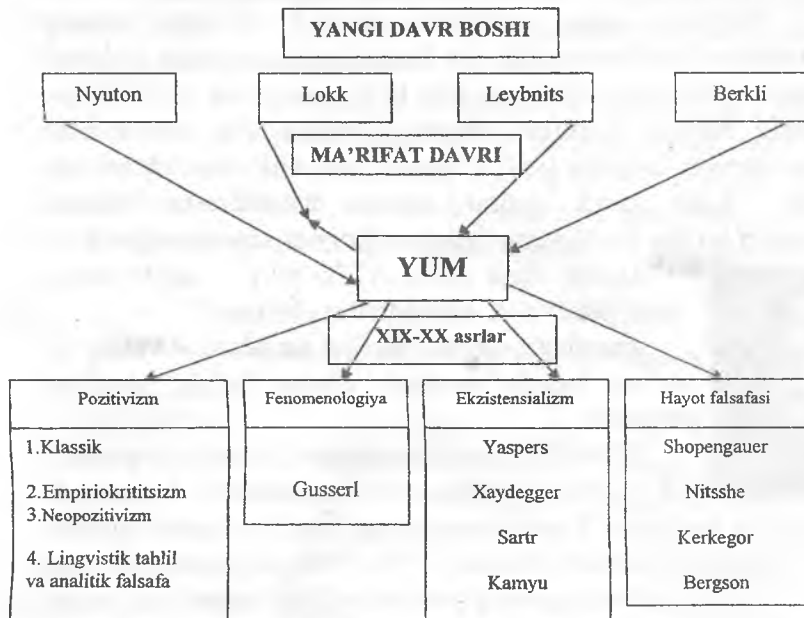 YANGI DAVR BOSHI
Nyuton
Lokk
Leybnits
Berkli
MA'RIFAT DAVRI
YUM
XIX-XX asrlar
Pozitivizm
1.Klassik
2.Empiriokrititsizm
3.Neopozitivizm
4. Lingvistik tahlil
va analitik falsafa
Fenomenologiya
Gusserl
Ekzistensializm
Yaspers
Xaydegger
Sartr
Kamyu
Hayot falsafasi
Shopengauer
Nitsshe
Kerkegor
Bergson